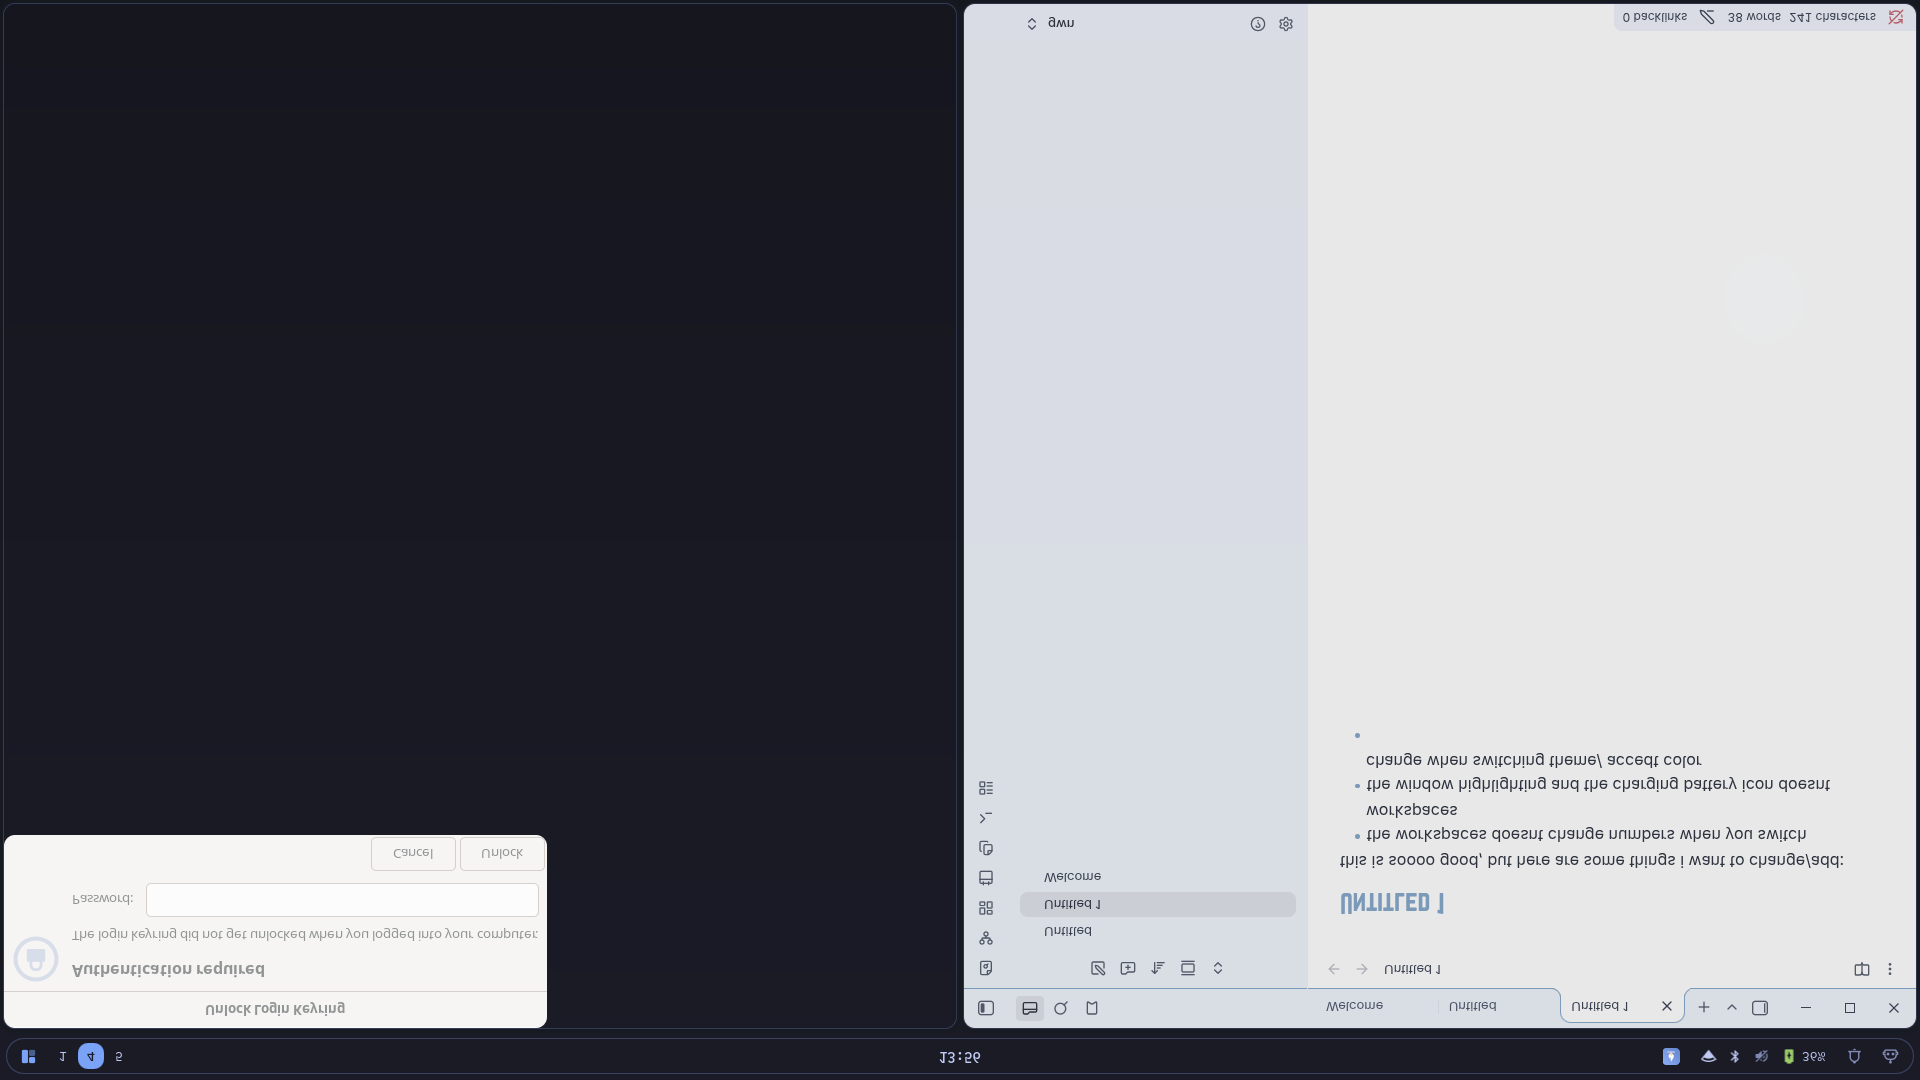 1
4
5
13:56
36%
Unlock Login Keyring
Authentication required
The login keyring did not get unlocked when you logged into your computer.
Password:
Cancel
Unlock
Welcome
Untitled
Untitled 1
Untitled 1
Untitled
Untitled 1
Welcome
gwn
UNTITLED 1
this is soooo good, but here are some things i want to change/add:
the workspaces doesnt change numbers when you switch
workspaces
the window highlighting and the charging battery icon doesnt
change when switching theme/ accedt color
0 backlinks
38 words
241 characters